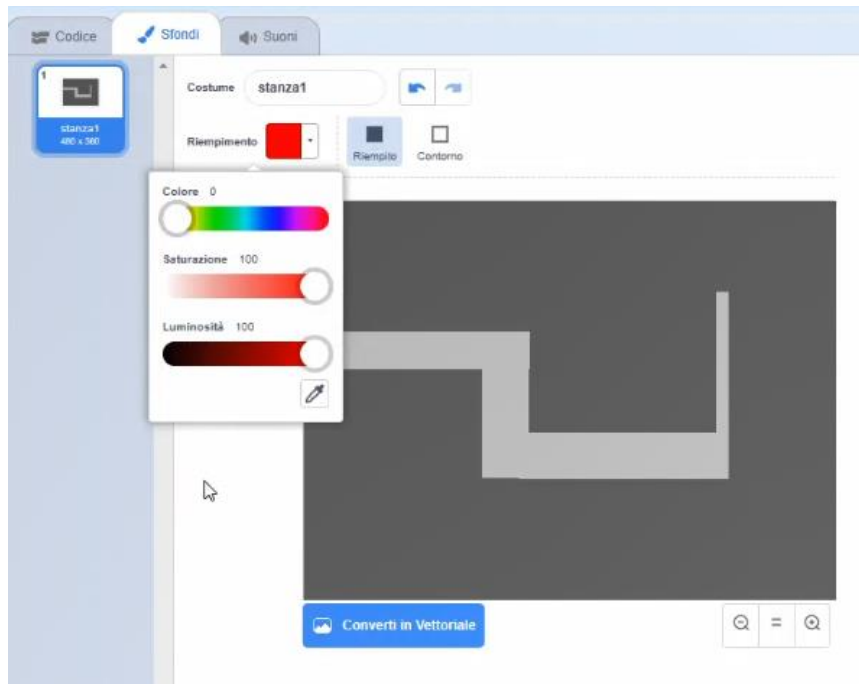 Codice
Sfondi
Suoni
1
stanza1
480 x 360
Costume
stanza1
Riempimento
Riempito
Contorno
Colore 0
Saturazione 100
Luminosità 100
Converti in Vettoriale